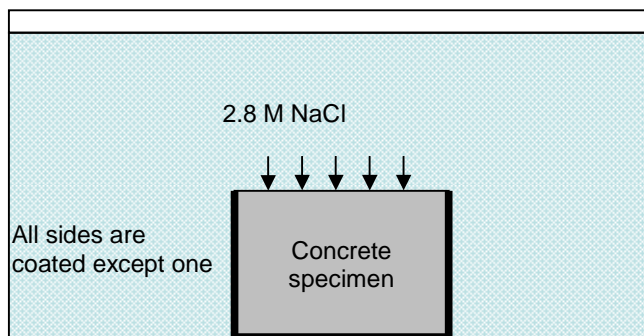 2.8 M NaCl
All sides are
coated except one
Concrete
specimen